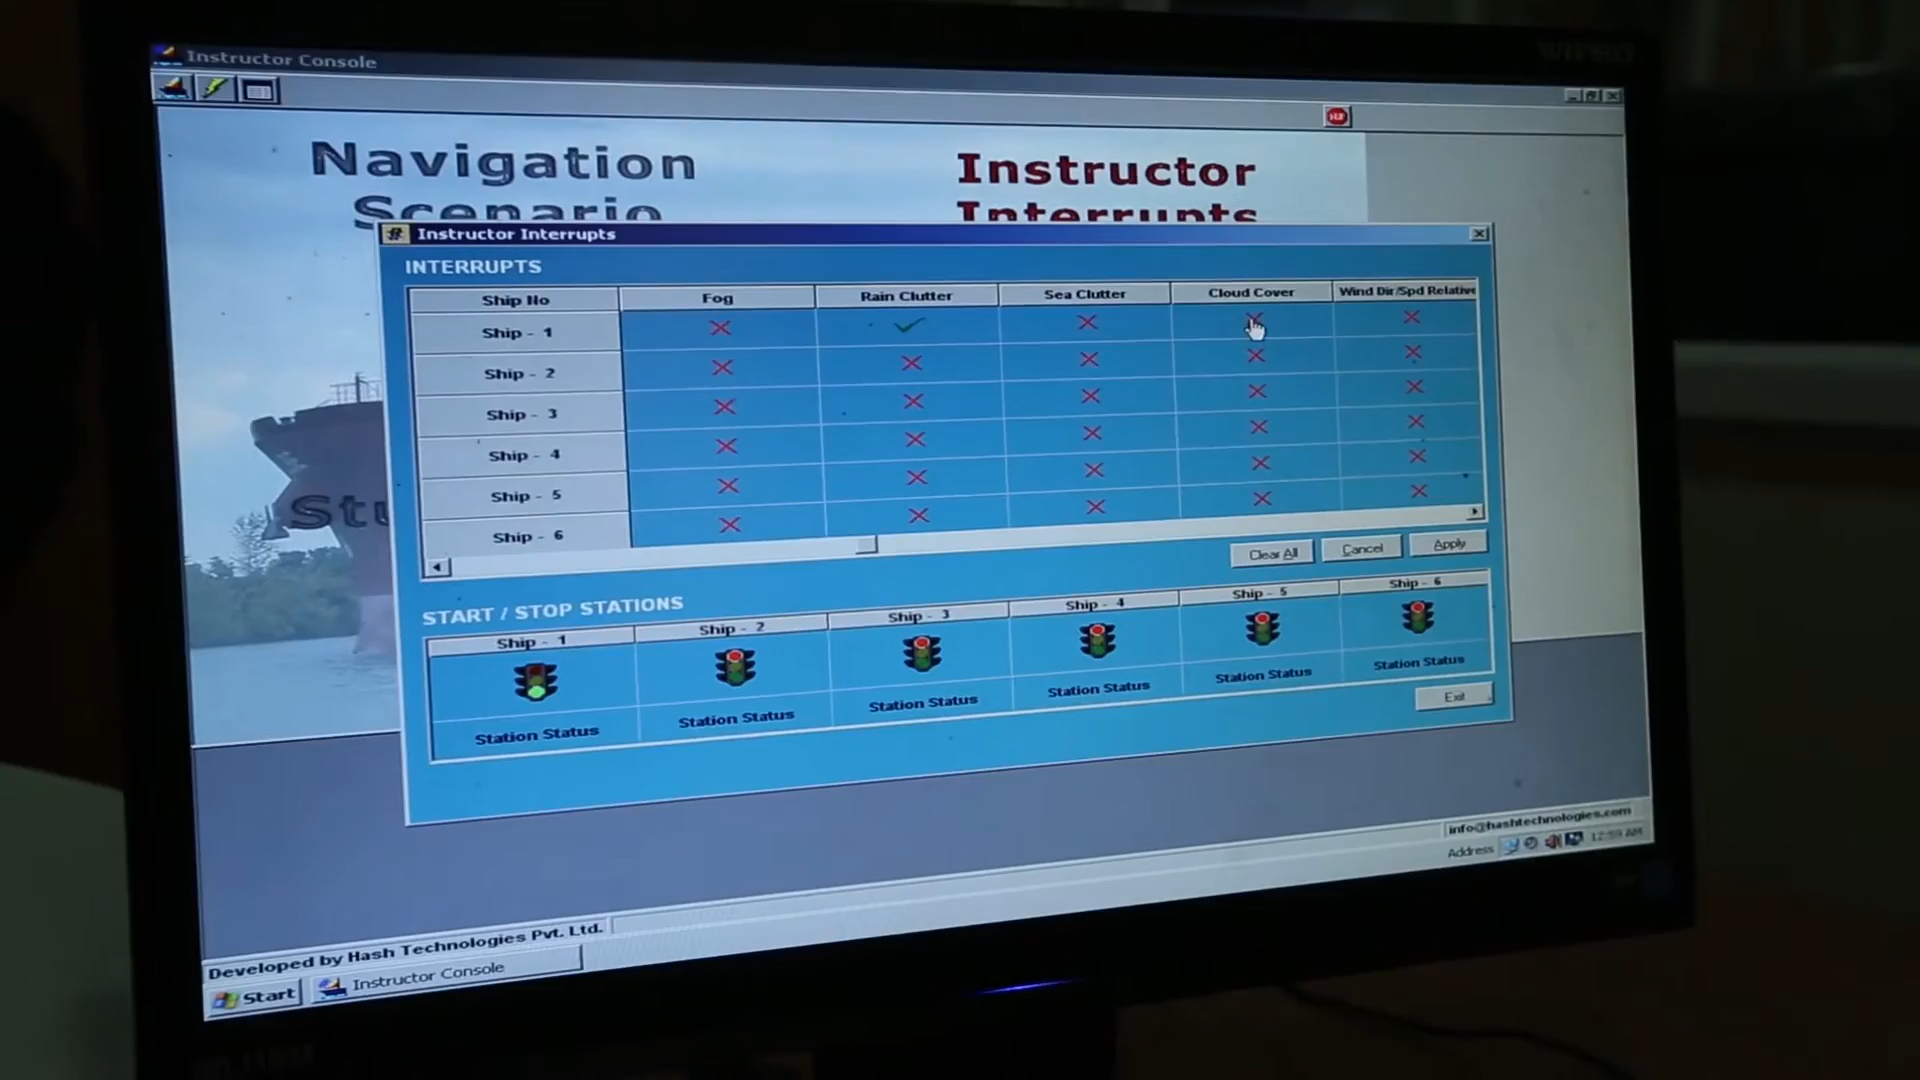 Instructor Console
Navigation
Scenario
Instructor
Interrupts
Instructor Interrupts
INTERRUPTS
Ship No Fog Rain Clutter Sea Clutter Cloud Cover Wind Dir/Spd Relative
Ship - 1
Ship - 2
Ship - 3
Ship - 4
Ship - 5
Ship - 6
Stu
Clear All Cancel Apply
START / STOP STATIONS
Ship - 1 Ship - 2 Ship - 3 Ship - 4 Ship - 5 Ship - 6
Station Status Station Status Station Status Station Status Station Status Station Status
Exit
info@hashtechnologies.com
Address 12:59 AM
Developed by Hash Technologies Pvt. Ltd.
Start Instructor Console